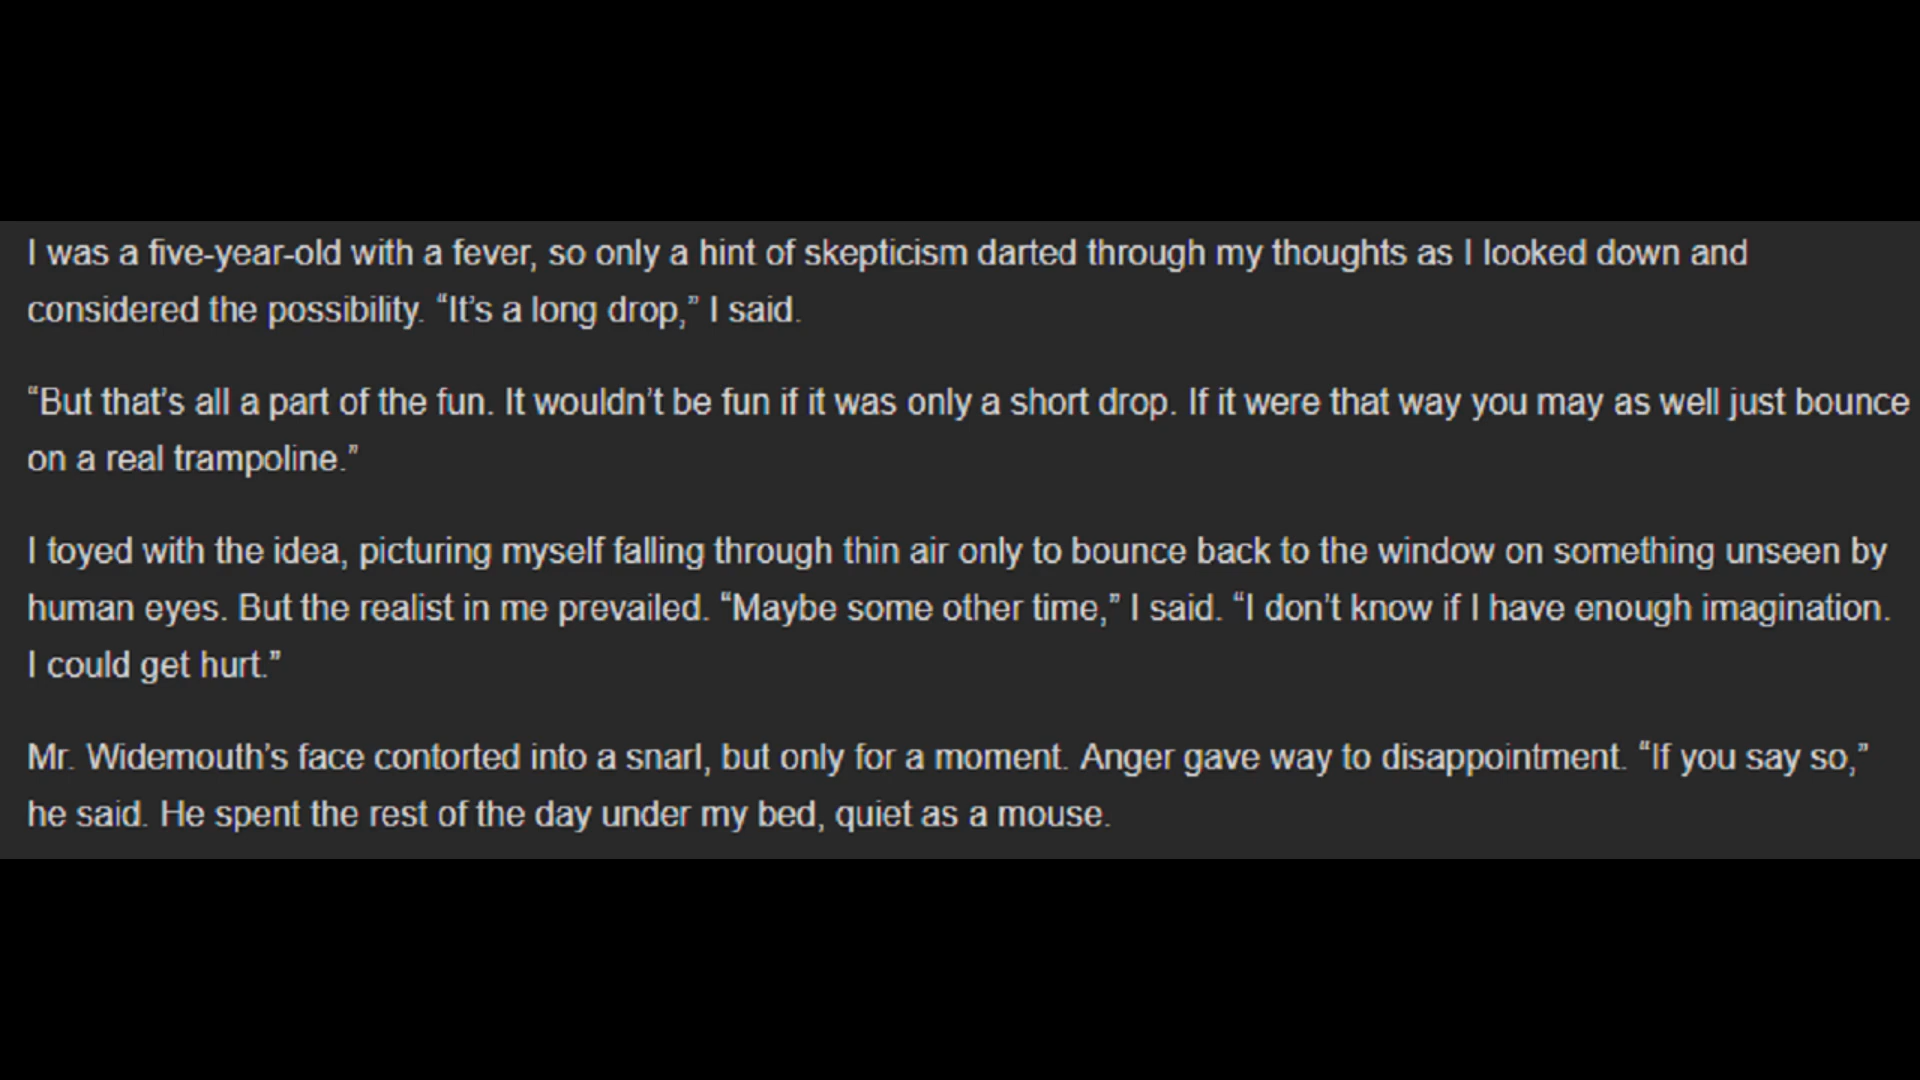 I was a five-year-old with a fever, so only a hint of skepticism darted through my thoughts as I looked down and
considered the possibility. “It’s a long drop,” I said.
“But that’s all a part of the fun. It wouldn’t be fun if it was only a short drop. If it were that way you may as well just bounce
on a real trampoline.”
I toyed with the idea, picturing myself falling through thin air only to bounce back to the window on something unseen by
human eyes. But the realist in me prevailed. “Maybe some other time,” I said. “I don’t know if I have enough imagination.
I could get hurt.”
Mr. Widemouth’s face contorted into a snarl, but only for a moment. Anger gave way to disappointment. “If you say so,”
he said. He spent the rest of the day under my bed, quiet as a mouse.